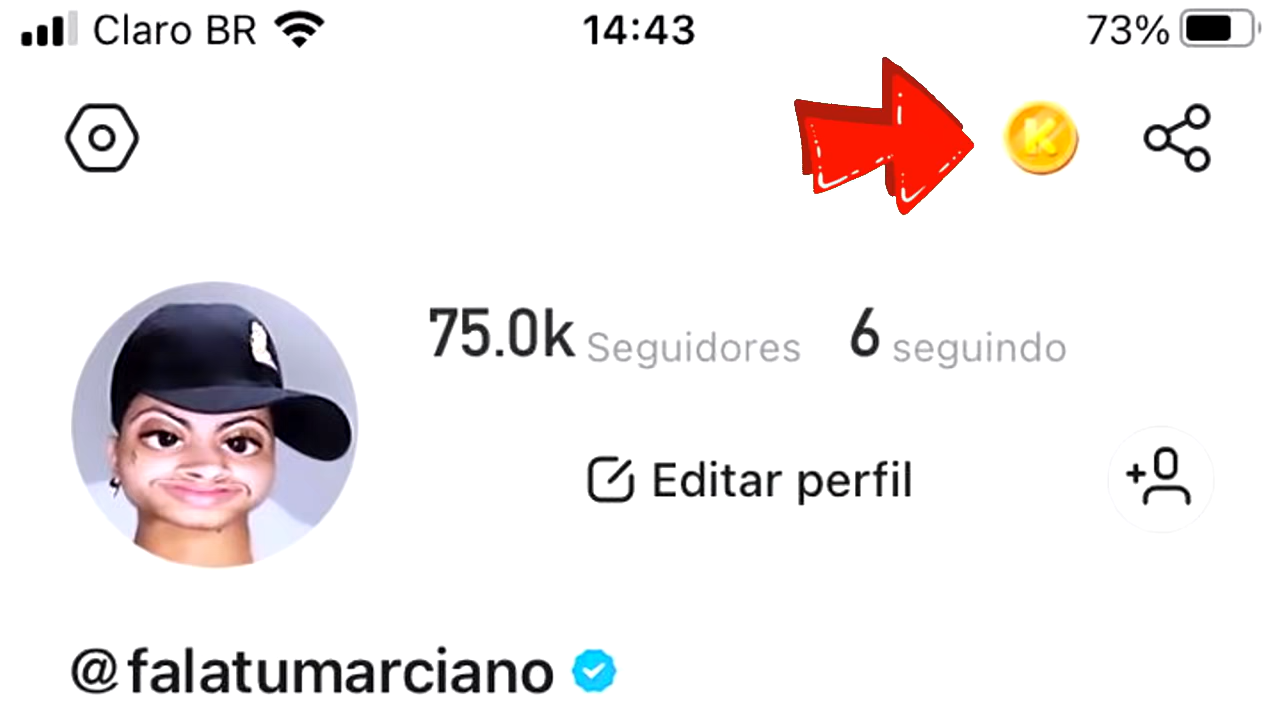 Claro BR 14:43 73%
K
75.0k Seguidores 6 seguindo
Editar perfil
@falatumarciano